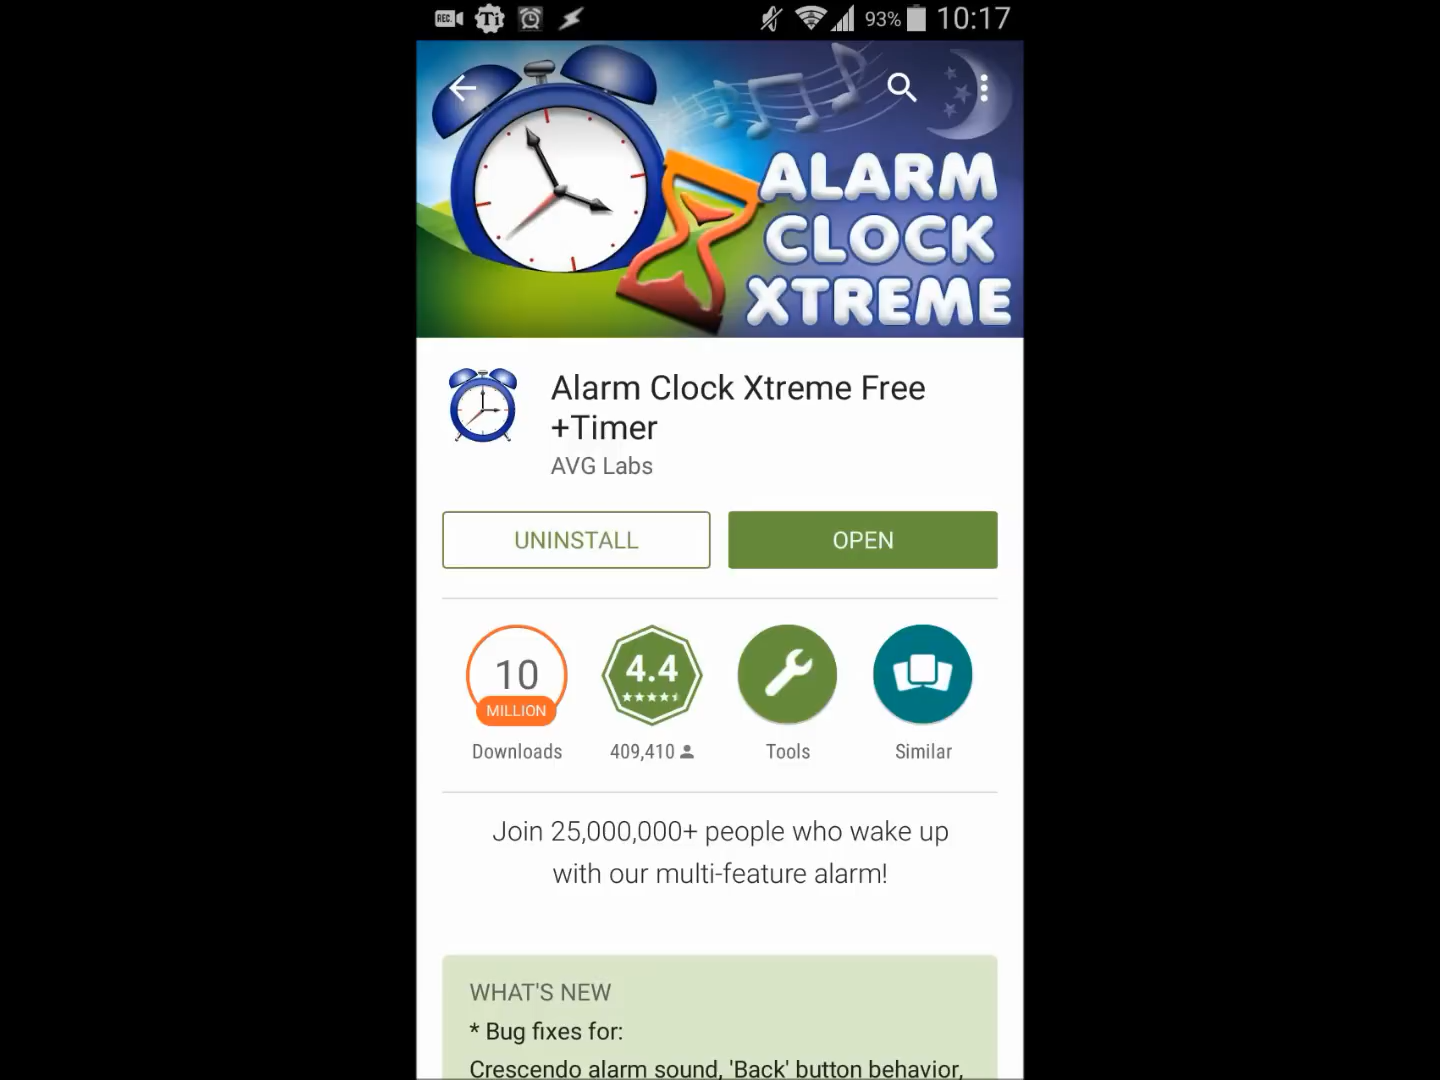 REC Ti 93% 10:17
ALARM
CLOCK
XTREME
Alarm Clock Xtreme Free
+Timer
AVG Labs
UNINSTALL OPEN
10 4.4
MILLION
Downloads 409,410 Tools Similar
Join 25,000,000+ people who wake up
with our multi-feature alarm!
WHAT'S NEW
* Bug fixes for:
Crescendo alarm sound, 'Back' button behavior,